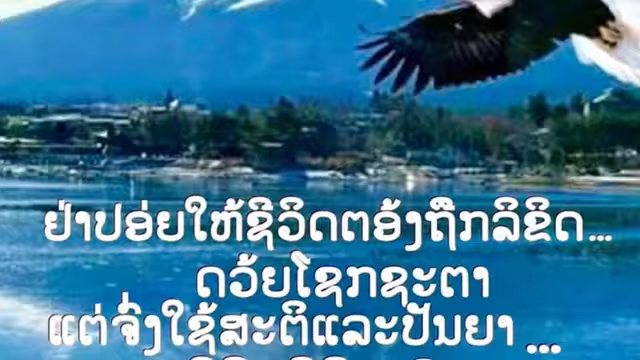 ຢ່າປອ່ຍໃຫ້ຊີວິດຕອ້ງຖືກລິຂິດ...
ດວ້ຍໂຊກຊະຕາ
ແຕ່ຈົ່ງໃຊ້ສະຕິແລະປັນຍາ ...